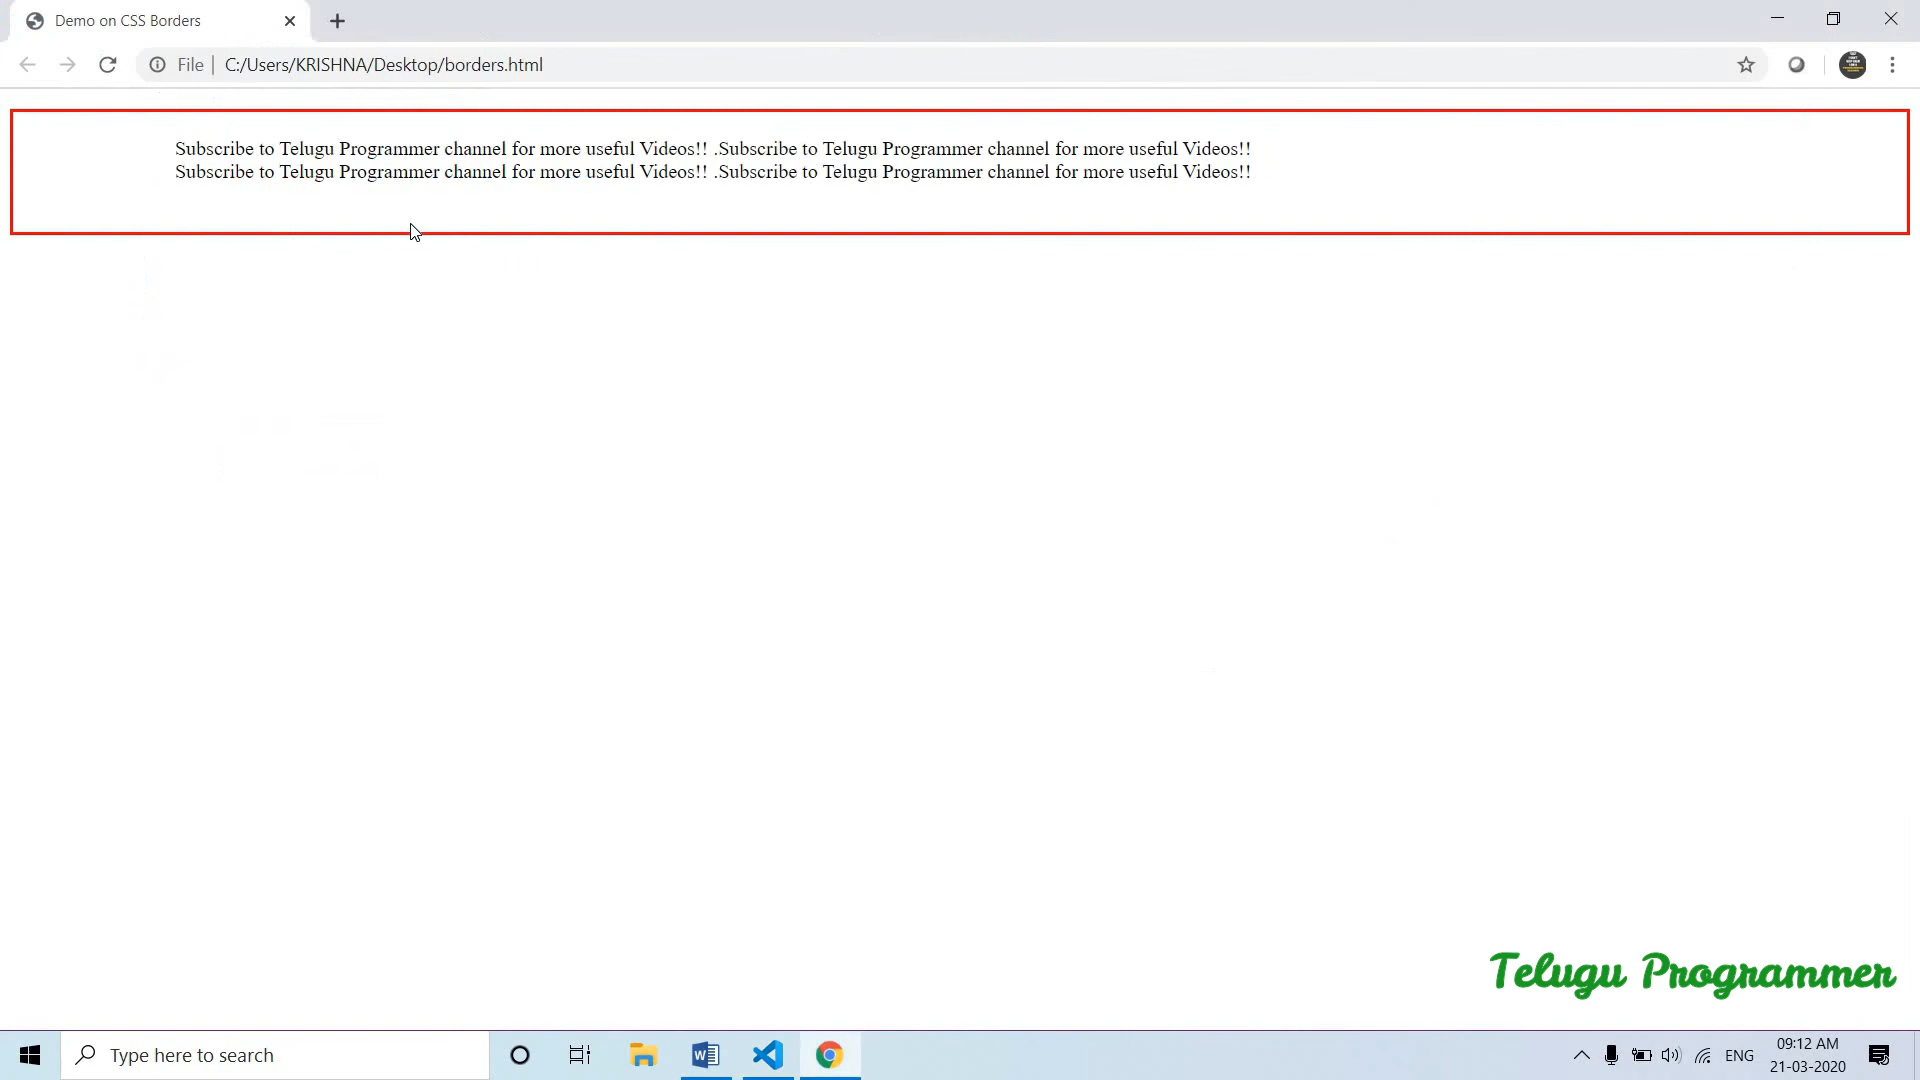 Demo on CSS Borders
File | C:/Users/KRISHNA/Desktop/borders.html
Subscribe to Telugu Programmer channel for more useful Videos!! .Subscribe to Telugu Programmer channel for more useful Videos!!
Subscribe to Telugu Programmer channel for more useful Videos!! .Subscribe to Telugu Programmer channel for more useful Videos!!
Telugu Programmer
Type here to search
ENG
09:12 AM
21-03-2020